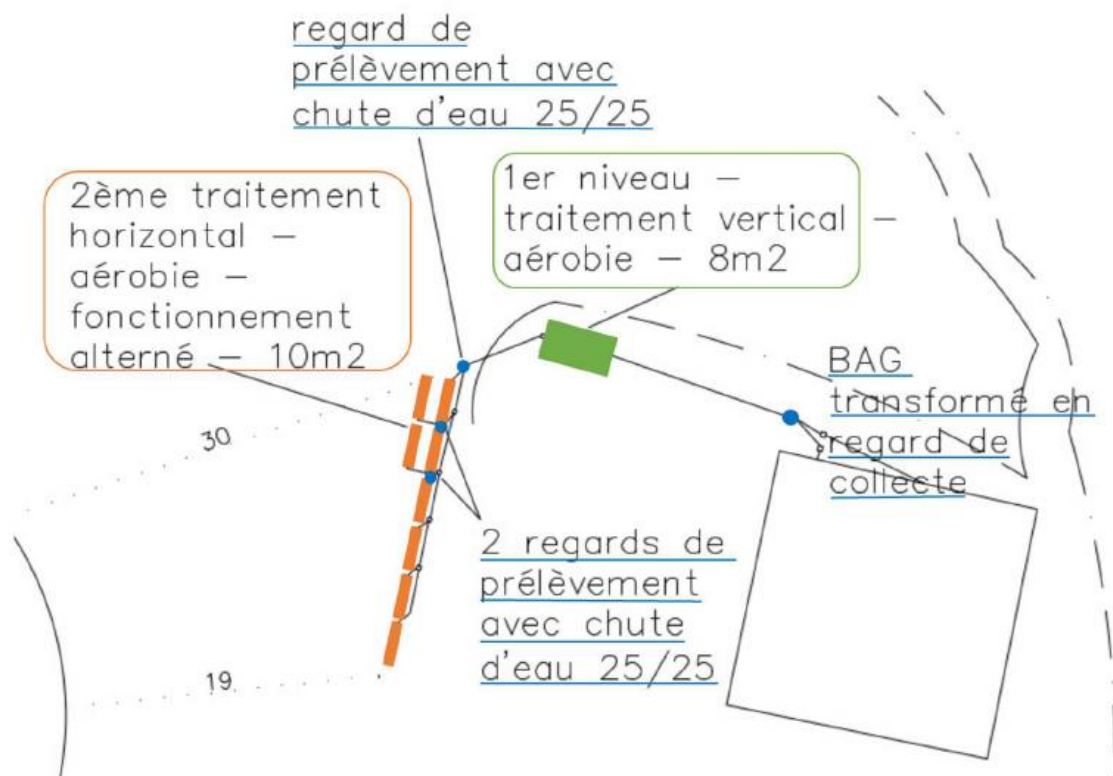 regard de
prélèvement avec
chute d'eau 25/25
2ème traitement
horizontal –
aérobie –
fonctionnement
alterné – 10m2
1er niveau –
traitement vertical –
aérobie – 8m2
BAG
transformé en
regard de
collecte
30
2 regards de
prélèvement
avec chute
d'eau 25/25
19